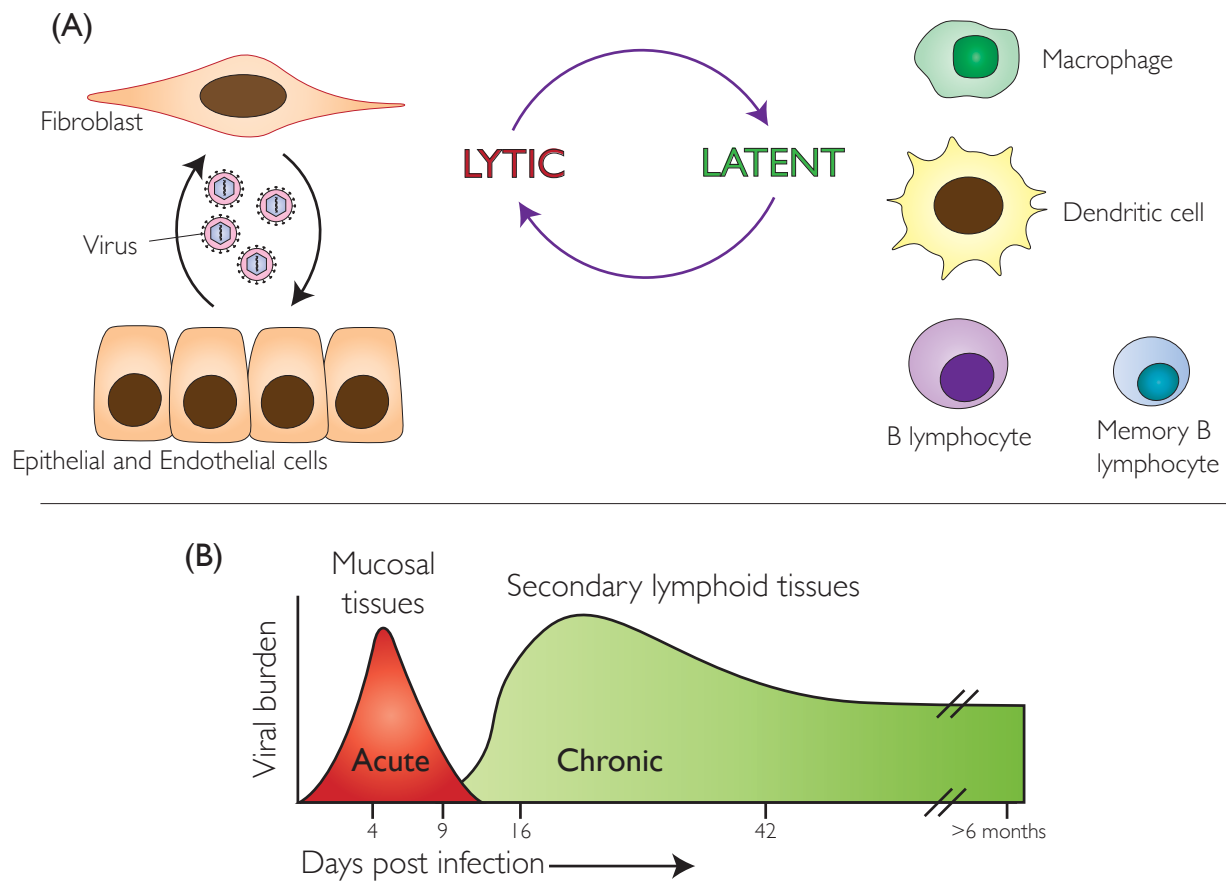 (A)
Fibroblast
Virus
Epithelial and Endothelial cells
LYTIC
LATENT
Macrophage
Dendritic cell
B lymphocyte
Memory B
lymphocyte
(B)
Mucosal
tissues
Secondary lymphoid tissues
Viral burden
Acute
Chronic
4
9
16
42
>6 months
Days post infection